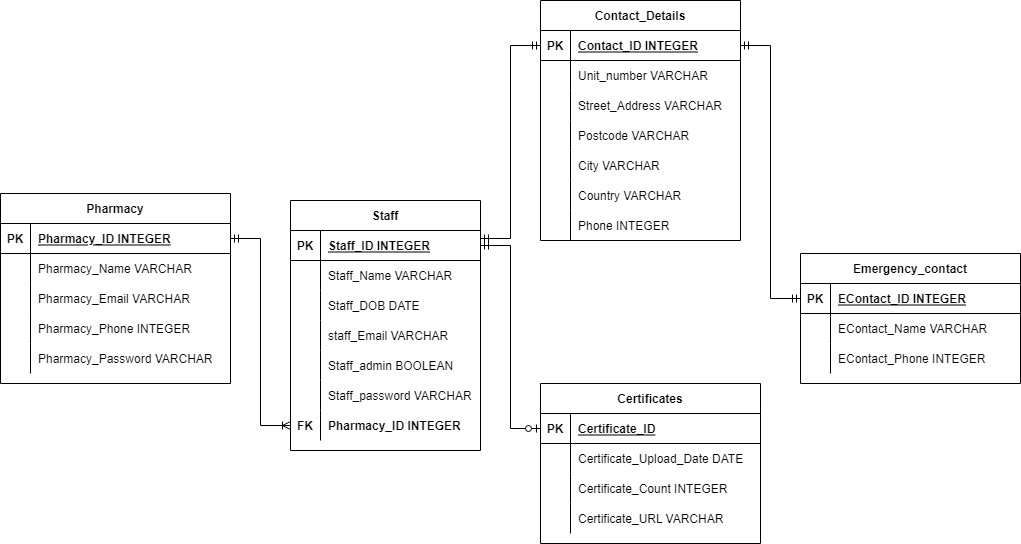 Contact_Details
PK Contact_ID INTEGER
Unit_number VARCHAR
Street_Address VARCHAR
Postcode VARCHAR
City VARCHAR
Country VARCHAR
Phone INTEGER
Pharmacy
PK Pharmacy_ID INTEGER
Pharmacy_Name VARCHAR
Pharmacy_Email VARCHAR
Pharmacy_Phone INTEGER
Pharmacy_Password VARCHAR
Staff
PK Staff_ID INTEGER
Staff_Name VARCHAR
Staff_DOB DATE
staff_Email VARCHAR
Staff_admin BOOLEAN
Staff_password VARCHAR
FK Pharmacy_ID INTEGER
Emergency_contact
PK EContact_ID INTEGER
EContact_Name VARCHAR
EContact_Phone INTEGER
Certificates
PK Certificate_ID
Certificate_Upload_Date DATE
Certificate_Count INTEGER
Certificate_URL VARCHAR